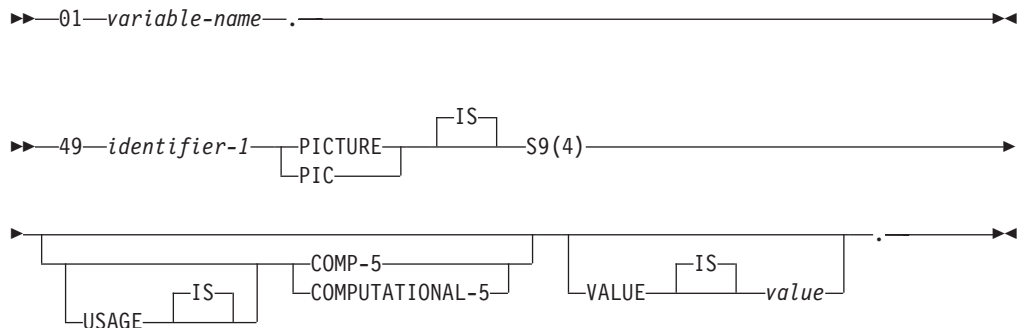 01 variable-name .
IS
49 identifier-1 PICTURE S9(4)
PIC
.
COMP-5 IS
IS COMPUTATIONAL-5 VALUE value
USAGE